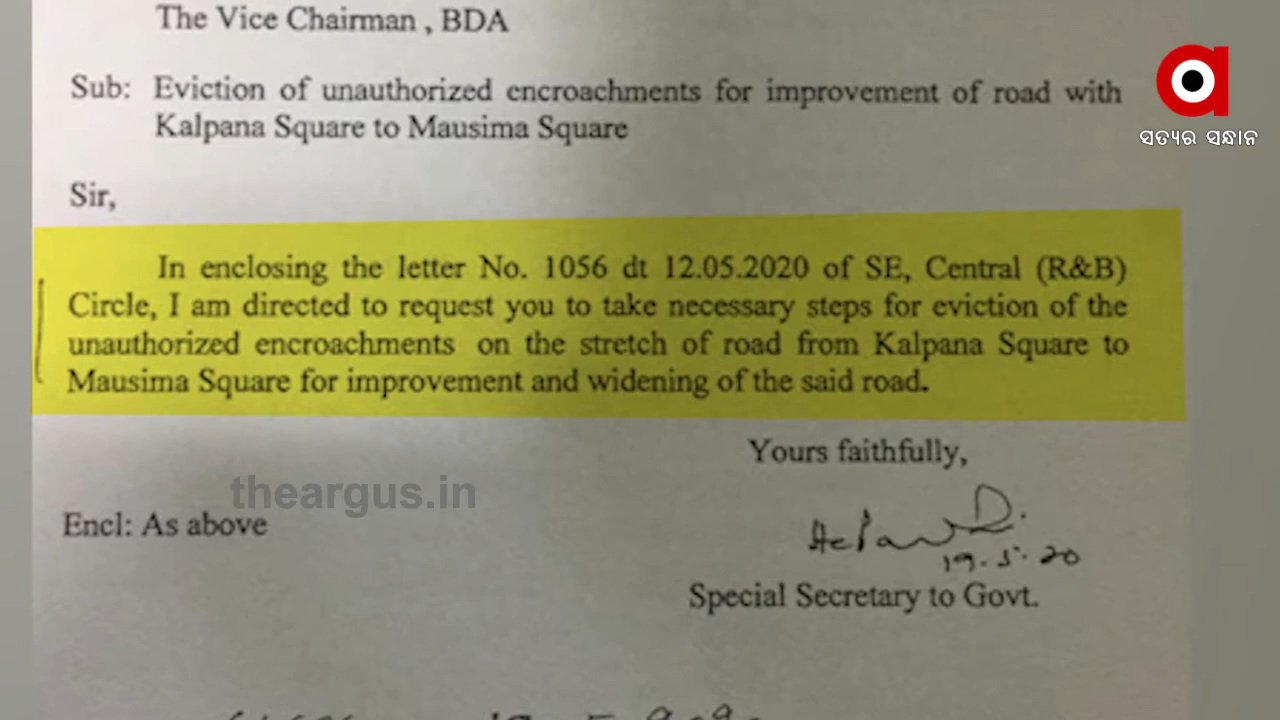 The Vice Chairman , BDA
Sub: Eviction of unauthorized encroachments for improvement of road with
Kalpana Square to Mausima Square
ସତ୍ୟର ସନ୍ଧାନ
Sir,
In enclosing the letter No. 1056 dt 12.05.2020 of SE, Central (R&B)
Circle, I am directed to request you to take necessary steps for eviction of the
unauthorized encroachments on the stretch of road from Kalpana Square to
Mausima Square for improvement and widening of the said road.
Yours faithfully,
theargus.in
Encl: As above
19.5.20
Special Secretary to Govt.